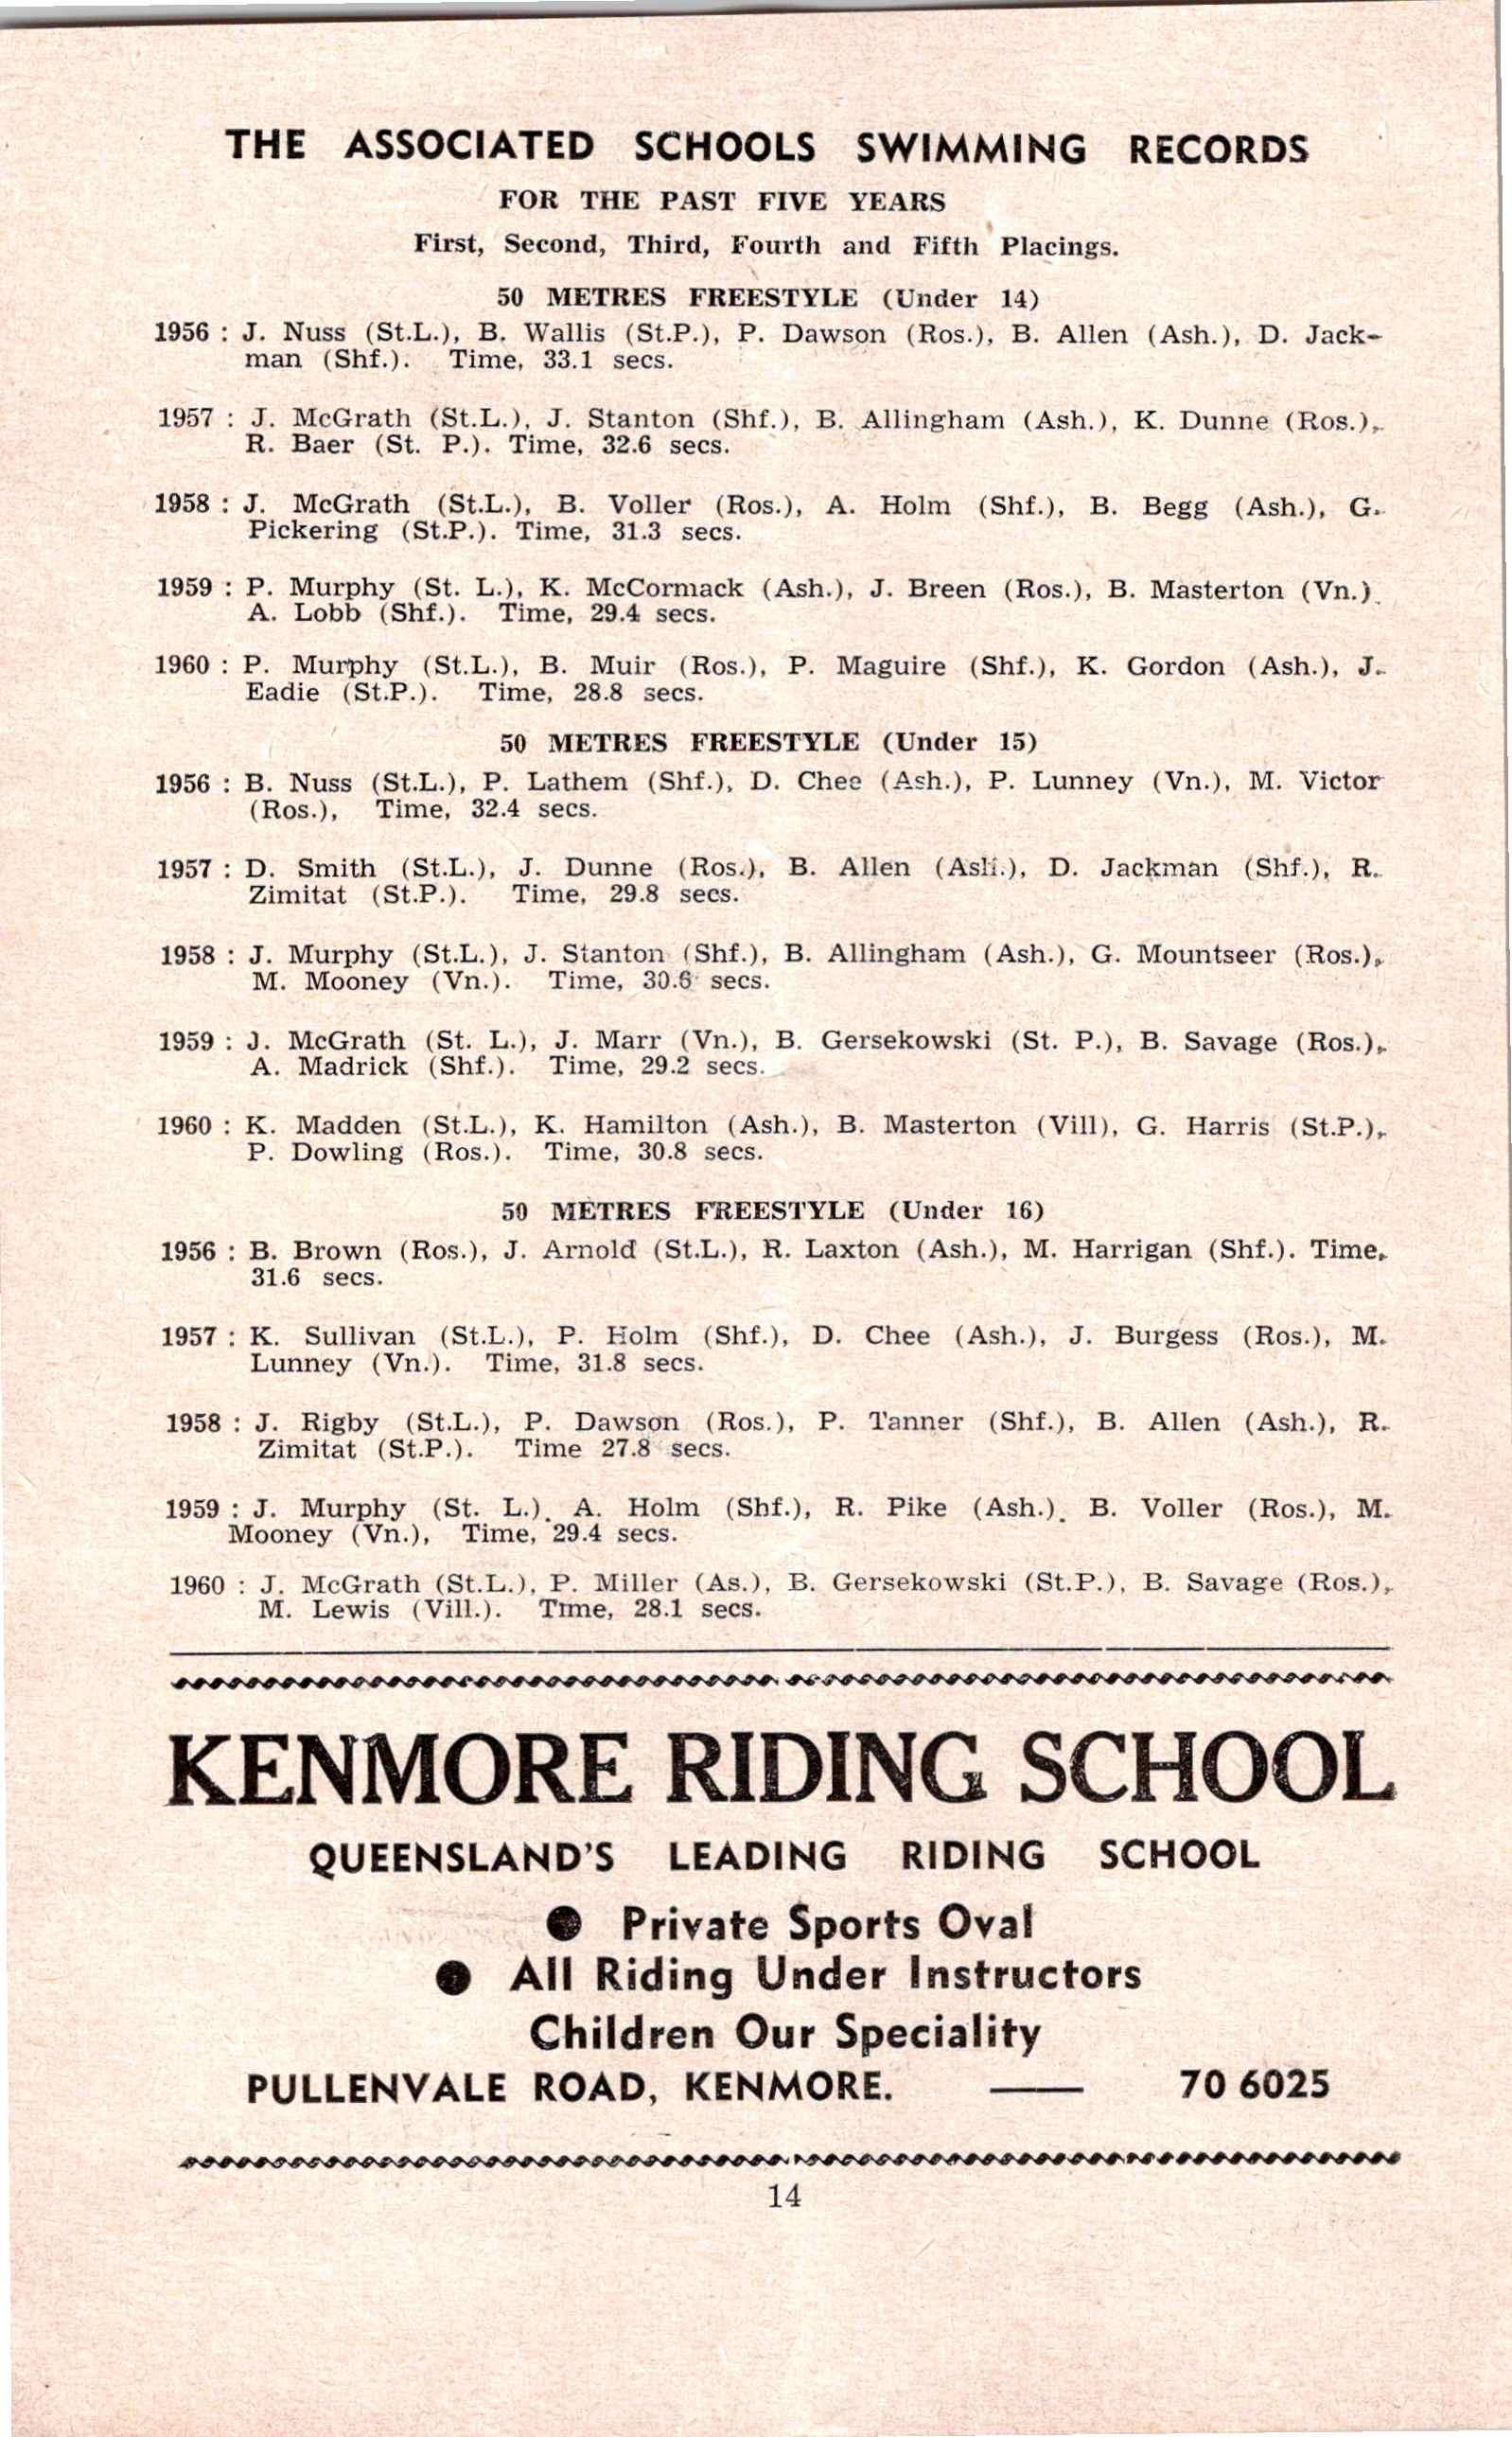 THE ASSOCIATED SCHOOLS SWIMMING RECORDS
FOR THE PAST FIVE YEARS
First, Second, Third, Fourth and Fifth Placings.
50 METRES FREESTYLE (Under 14)
1956 : J. Nuss (St.L.), B. Wallis (St.P.), P. Dawson (Ros.), B. Allen (Ash.), D. Jack-
man (Shf.). Time, 33.1 secs.
1957 : J. McGrath (St.L.), J. Stanton (Shf.), B. Allingham (Ash.), K. Dunne (Ros.),
R. Baer (St. P.). Time, 32.6 secs.
1958 : J. McGrath (St.L.), B. Voller (Ros.), A. Holm (Shf.), B. Begg (Ash.), G.
Pickering (St.P.). Time, 31.3 secs.
1959 : P. Murphy (St. L.), K. McCormack (Ash.), J. Breen (Ros.), B. Masterton (Vn.).
A. Lobb (Shf.). Time, 29.4 secs.
1960 : P. Murphy (St.L.), B. Muir (Ros.), P. Maguire (Shf.), K. Gordon (Ash.), J.
Eadie (St.P.). Time, 28.8 secs.
50 METRES FREESTYLE (Under 15)
1956 : B. Nuss (St.L.), P. Lathem (Shf.), D. Chee (Ash.), P. Lunney (Vn.), M. Victor
(Ros.), Time, 32.4 secs.
1957 : D. Smith (St.L.), J. Dunne (Ros.), B. Allen (Ash.), D. Jackman (Shf.), R.
Zimitat (St.P.). Time, 29.8 secs.
1958 : J. Murphy (St.L.), J. Stanton (Shf.), B. Allingham (Ash.), G. Mountseer (Ros.),
M. Mooney (Vn.). Time, 30.6 secs.
1959 : J. McGrath (St. L.), J. Marr (Vn.), B. Gersekowski (St. P.), B. Savage (Ros.),
A. Madrick (Shf.). Time, 29.2 secs.
1960 : K. Madden (St.L.), K. Hamilton (Ash.), B. Masterton (Vill), G. Harris (St.P.),
P. Dowling (Ros.). Time, 30.8 secs.
50 METRES FREESTYLE (Under 16)
1956 : B. Brown (Ros.), J. Arnold (St.L.), R. Laxton (Ash.), M. Harrigan (Shf.). Time,
31.6 secs.
1957 : K. Sullivan (St.L.), P. Holm (Shf.), D. Chee (Ash.), J. Burgess (Ros.), M.
Lunney (Vn.). Time, 31.8 secs.
1958 : J. Rigby (St.L.), P. Dawson (Ros.), P. Tanner (Shf.), B. Allen (Ash.), R.
Zimitat (St.P.). Time 27.8 secs.
1959 : J. Murphy (St. L.). A. Holm (Shf.), R. Pike (Ash.). B. Voller (Ros.), M.
Mooney (Vn.), Time, 29.4 secs.
1960 : J. McGrath (St.L.), P. Miller (As.), B. Gersekowski (St.P.), B. Savage (Ros.),
M. Lewis (Vill.). Tıme, 28.1 secs.
KENMORE RIDING SCHOOL
QUEENSLAND'S LEADING RIDING SCHOOL
● Private Sports Oval
● All Riding Under Instructors
Children Our Speciality
PULLENVALE ROAD, KENMORE. —— 70 6025
14